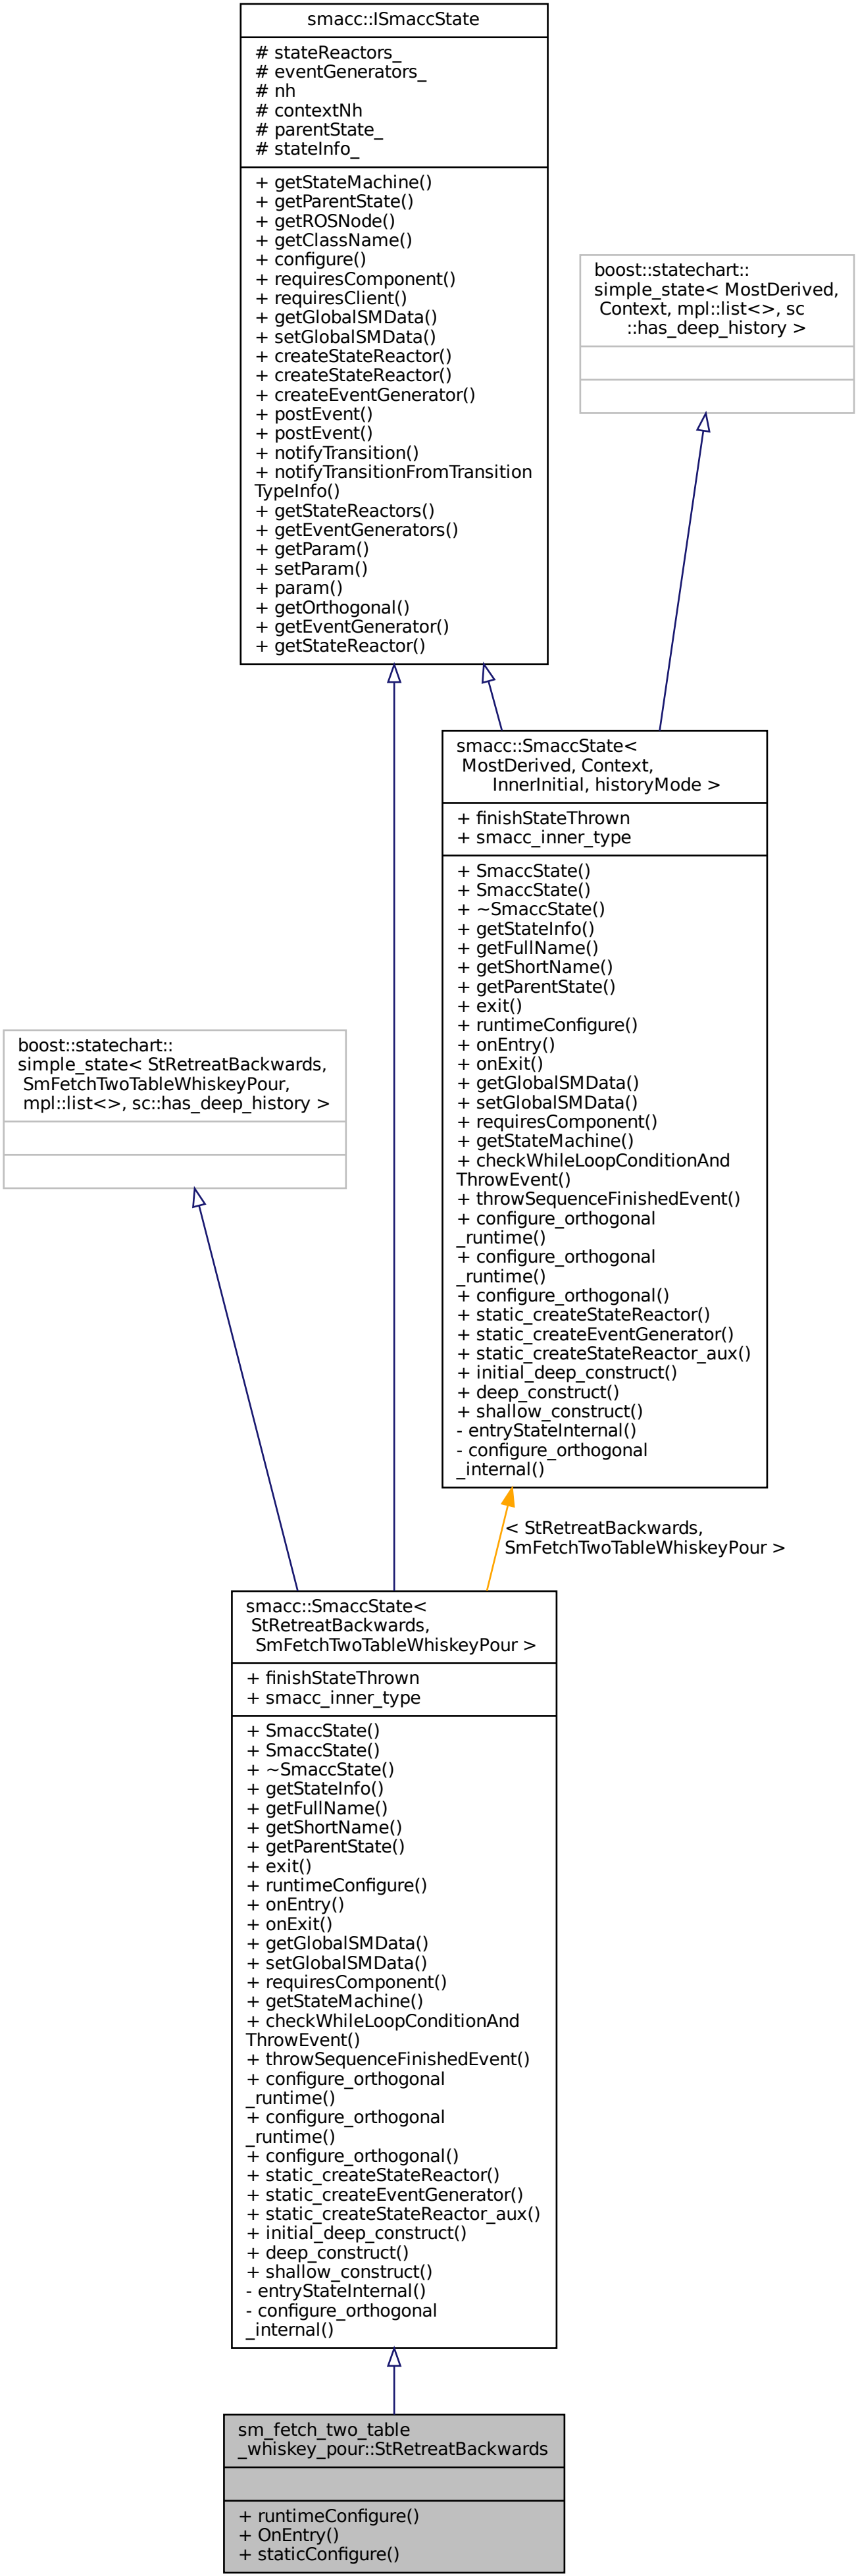 smacc::ISmaccState
# stateReactors_
# eventGenerators_
# nh
# contextNh
# parentState_
# stateInfo_
+ getStateMachine()
+ getParentState()
+ getROSNode()
+ getClassName()
+ configure()
+ requiresComponent()
+ requiresClient()
+ getGlobalSMData()
+ setGlobalSMData()
+ createStateReactor()
+ createStateReactor()
+ createEventGenerator()
+ postEvent()
+ postEvent()
+ notifyTransition()
+ notifyTransitionFromTransition
TypeInfo()
+ getStateReactors()
+ getEventGenerators()
+ getParam()
+ setParam()
+ param()
+ getOrthogonal()
+ getEventGenerator()
+ getStateReactor()
boost::statechart::
simple_state< MostDerived,
Context, mpl::list<>, sc
::has_deep_history >
smacc::SmaccState<
MostDerived, Context,
InnerInitial, historyMode >
+ finishStateThrown
+ smacc_inner_type
+ SmaccState()
+ SmaccState()
+ ~SmaccState()
+ getStateInfo()
+ getFullName()
+ getShortName()
+ getParentState()
+ exit()
+ runtimeConfigure()
+ onEntry()
+ onExit()
+ getGlobalSMData()
+ setGlobalSMData()
+ requiresComponent()
+ getStateMachine()
+ checkWhileLoopConditionAnd
ThrowEvent()
+ throwSequenceFinishedEvent()
+ configure_orthogonal
_runtime()
+ configure_orthogonal
_runtime()
+ configure_orthogonal()
+ static_createStateReactor()
+ static_createEventGenerator()
+ static_createStateReactor_aux()
+ initial_deep_construct()
+ deep_construct()
+ shallow_construct()
- entryStateInternal()
- configure_orthogonal
_internal()
boost::statechart::
simple_state< StRetreatBackwards,
SmFetchTwoTableWhiskeyPour,
mpl::list<>, sc::has_deep_history >
< StRetreatBackwards,
SmFetchTwoTableWhiskeyPour >
smacc::SmaccState<
StRetreatBackwards,
SmFetchTwoTableWhiskeyPour >
+ finishStateThrown
+ smacc_inner_type
+ SmaccState()
+ SmaccState()
+ ~SmaccState()
+ getStateInfo()
+ getFullName()
+ getShortName()
+ getParentState()
+ exit()
+ runtimeConfigure()
+ onEntry()
+ onExit()
+ getGlobalSMData()
+ setGlobalSMData()
+ requiresComponent()
+ getStateMachine()
+ checkWhileLoopConditionAnd
ThrowEvent()
+ throwSequenceFinishedEvent()
+ configure_orthogonal
_runtime()
+ configure_orthogonal
_runtime()
+ configure_orthogonal()
+ static_createStateReactor()
+ static_createEventGenerator()
+ static_createStateReactor_aux()
+ initial_deep_construct()
+ deep_construct()
+ shallow_construct()
- entryStateInternal()
- configure_orthogonal
_internal()
sm_fetch_two_table
_whiskey_pour::StRetreatBackwards
+ runtimeConfigure()
+ OnEntry()
+ staticConfigure()